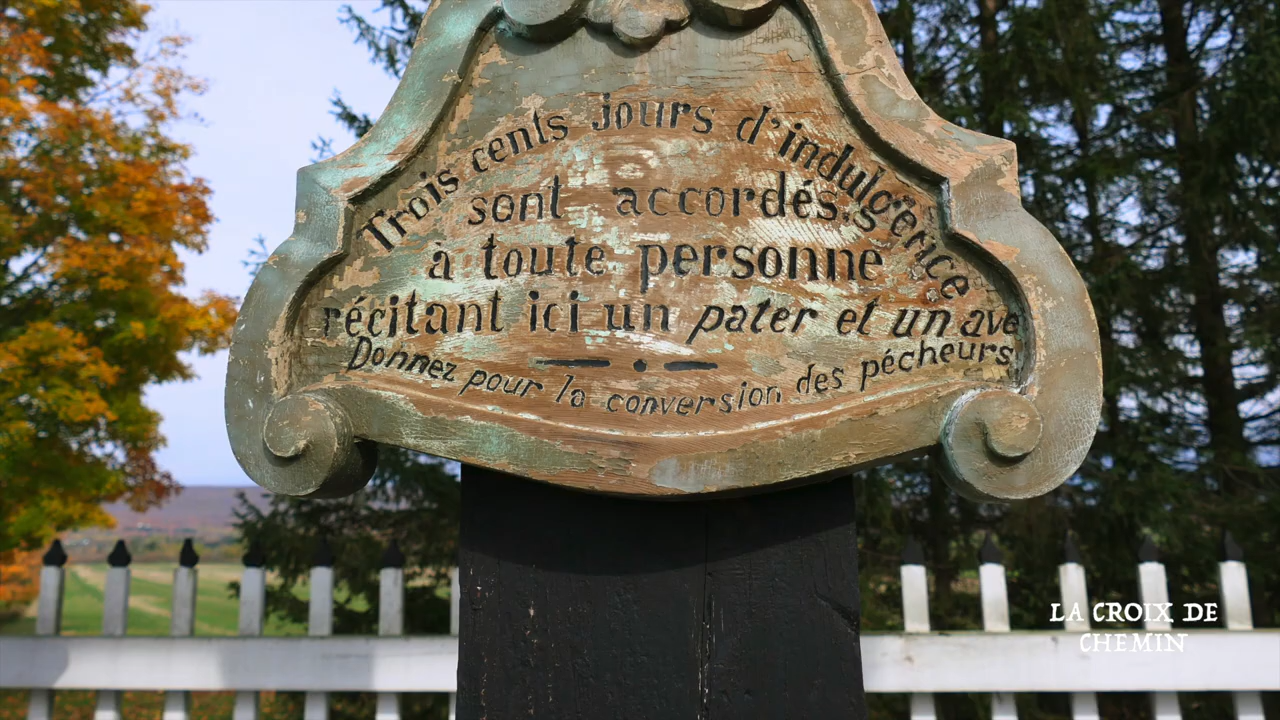 Trois cents jours d'indulgence
sont accordés
à toute personne
récitant ici un pater et un ave
Donnez pour la conversion des pécheurs
LA CROIX DE
CHEMIN